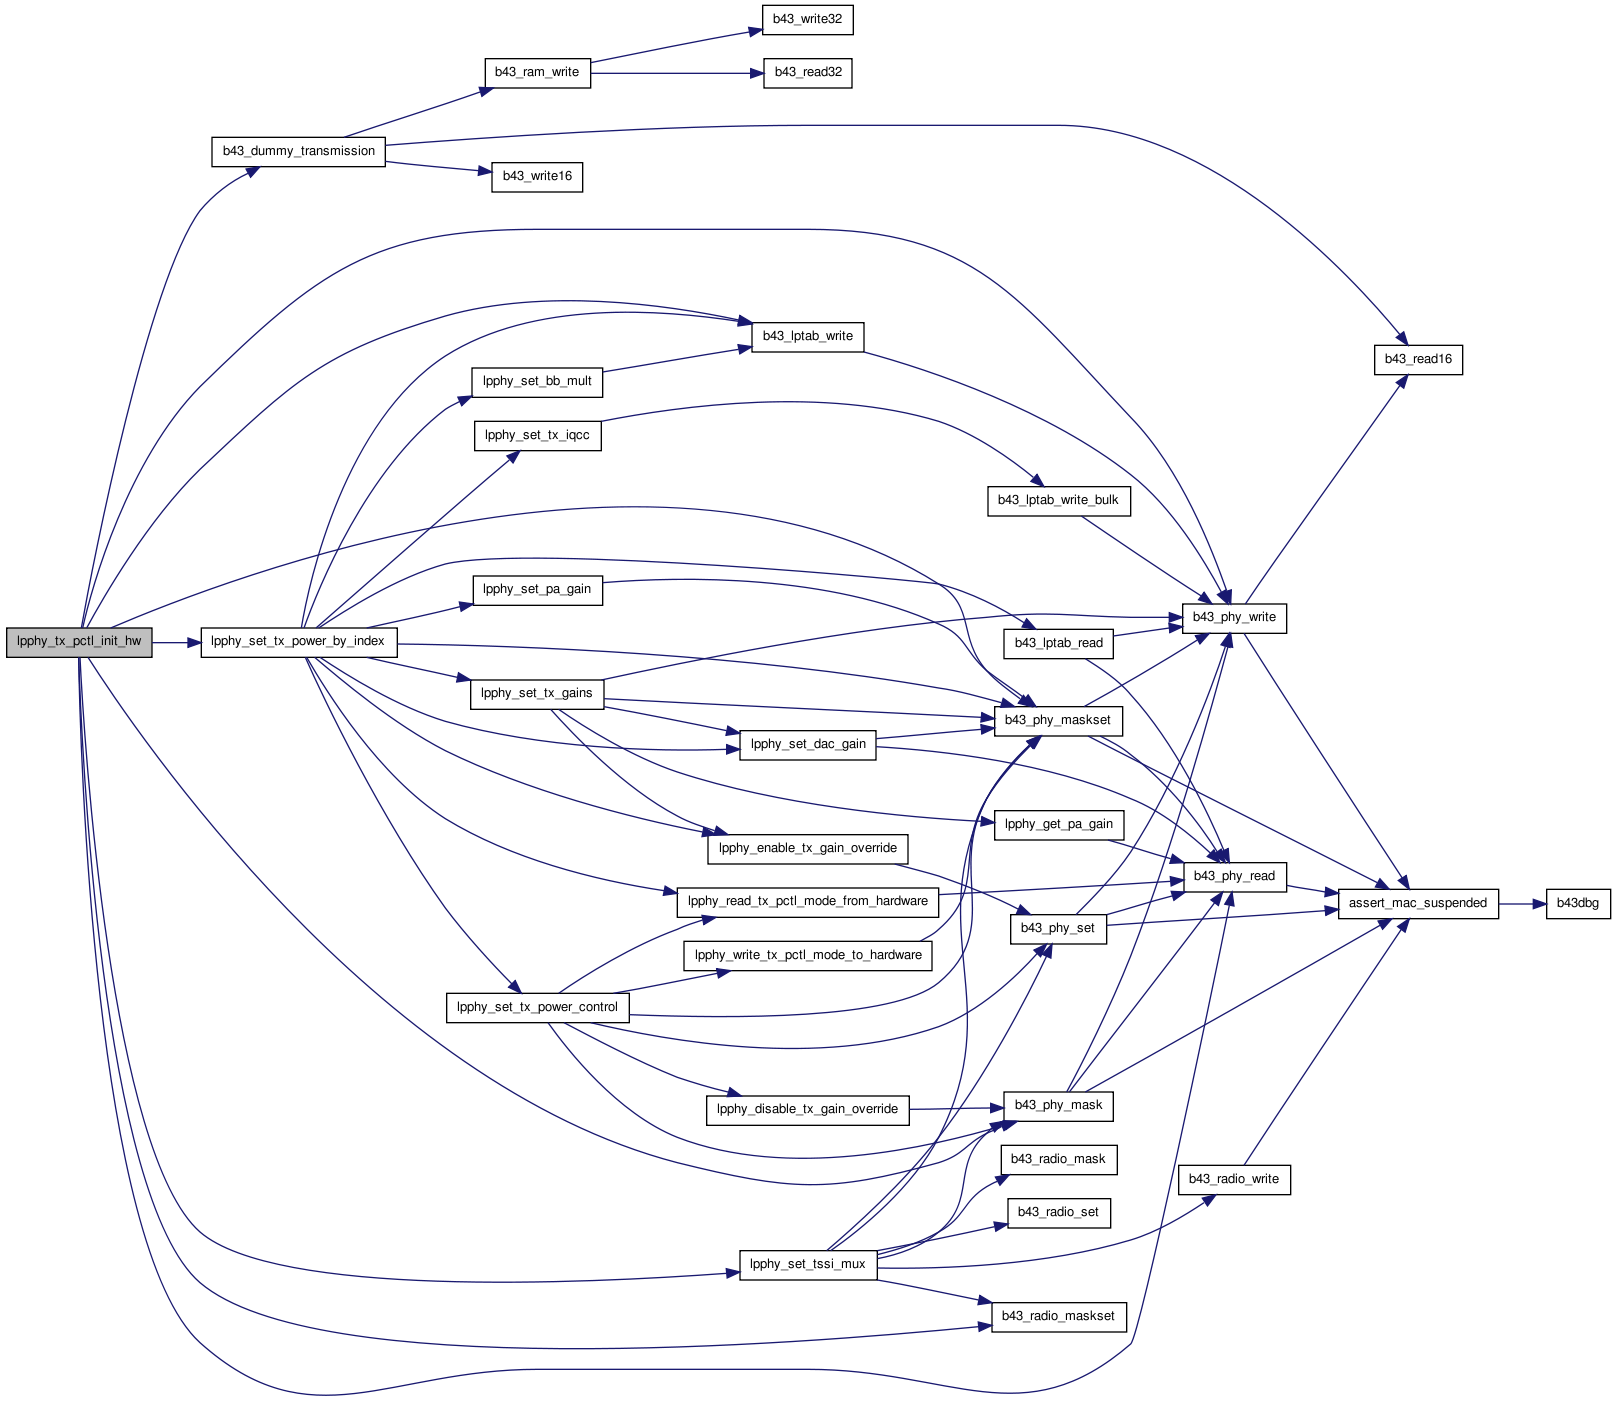 b43_write32
b43_ram_write
b43_read32
b43_dummy_transmission
b43_write16
b43_lptab_write
b43_read16
lpphy_set_bb_mult
lpphy_set_tx_iqcc
b43_lptab_write_bulk
lpphy_set_pa_gain
b43_phy_write
lpphy_tx_pctl_init_hw
lpphy_set_tx_power_by_index
b43_lptab_read
lpphy_set_tx_gains
b43_phy_maskset
lpphy_set_dac_gain
lpphy_get_pa_gain
lpphy_enable_tx_gain_override
b43_phy_read
lpphy_read_tx_pctl_mode_from_hardware
assert_mac_suspended
b43dbg
b43_phy_set
lpphy_write_tx_pctl_mode_to_hardware
lpphy_set_tx_power_control
lpphy_disable_tx_gain_override
b43_phy_mask
b43_radio_mask
b43_radio_write
b43_radio_set
lpphy_set_tssi_mux
b43_radio_maskset